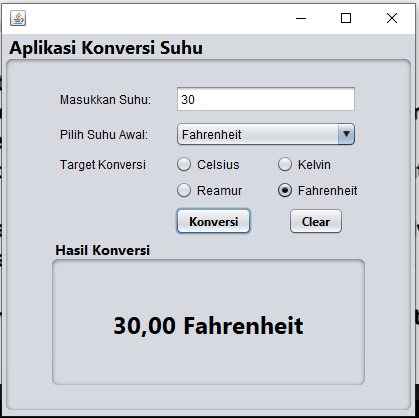 Aplikasi Konversi Suhu
Masukkan Suhu: 30
Pilih Suhu Awal: Fahrenheit
Target Konversi Celsius Kelvin
Reamur Fahrenheit
Konversi Clear
Hasil Konversi
30,00 Fahrenheit